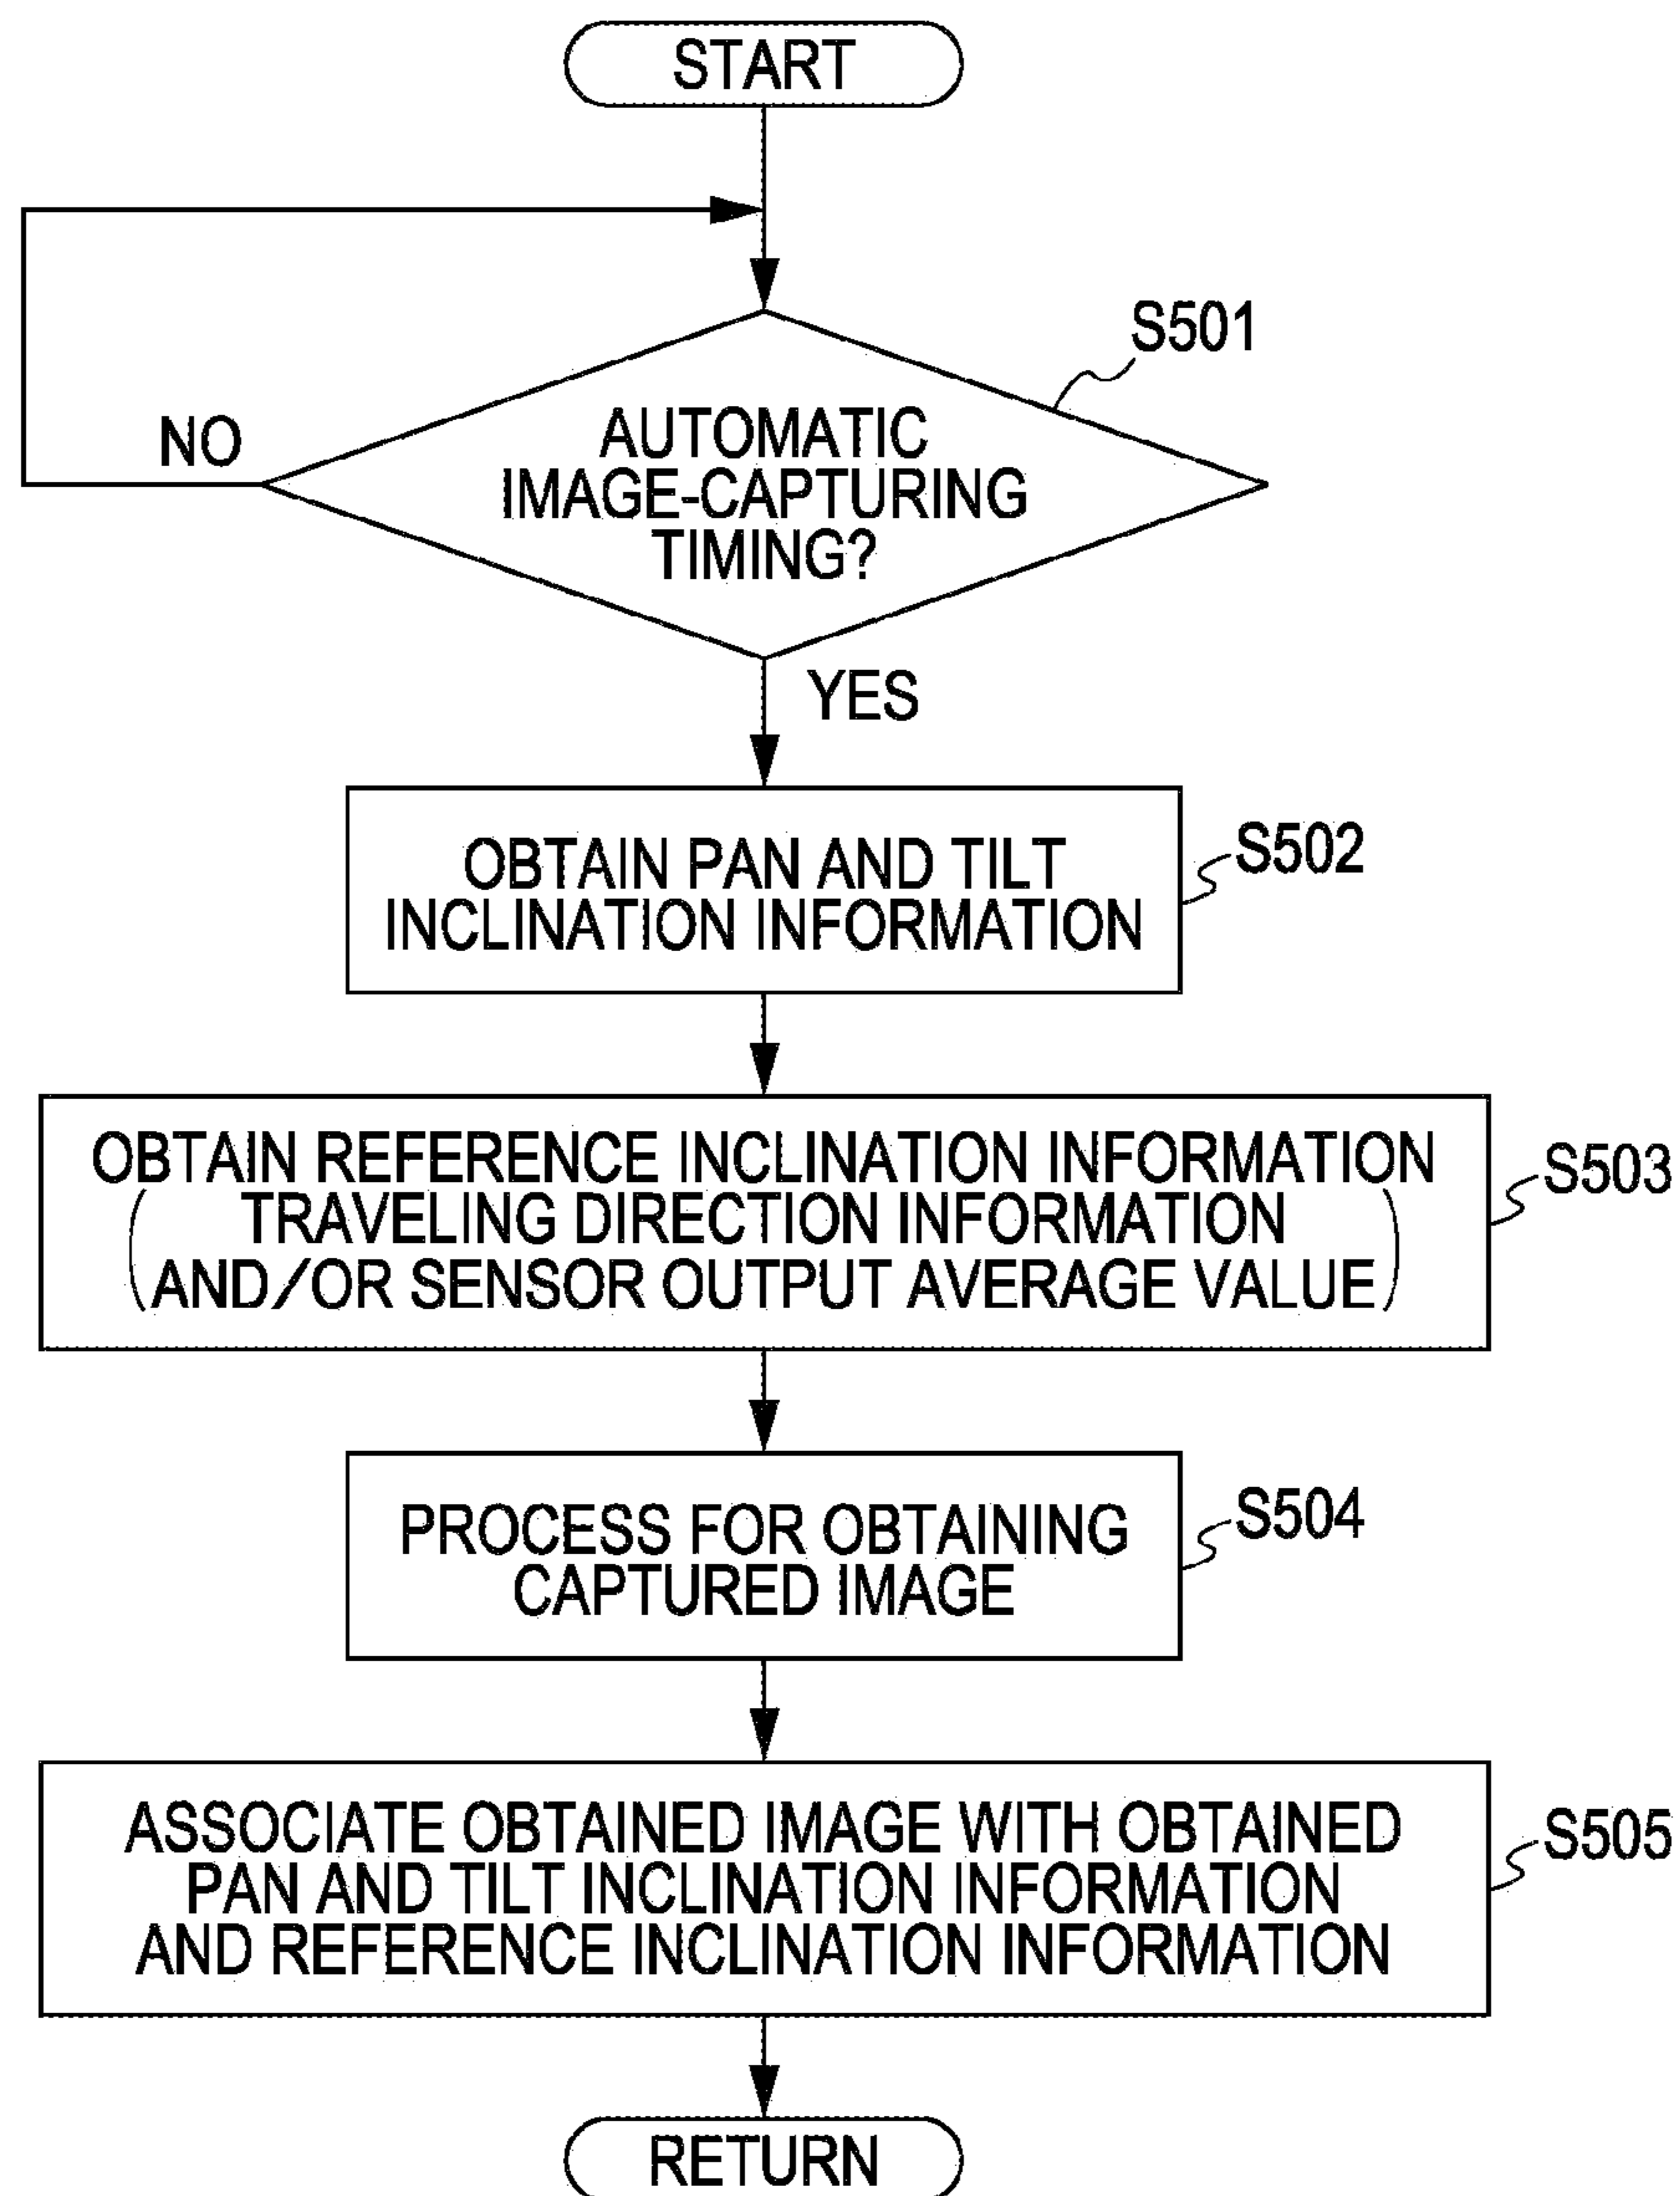 START
S501
NO
AUTOMATIC
IMAGE-CAPTURING
TIMING?
YES
S502
OBTAIN PAN AND TILT
INCLINATION INFORMATION
S503
OBTAIN REFERENCE INCLINATION INFORMATION
(TRAVELING DIRECTION INFORMATION
AND/OR SENSOR OUTPUT AVERAGE VALUE)
S504
PROCESS FOR OBTAINING
CAPTURED IMAGE
S505
ASSOCIATE OBTAINED IMAGE WITH OBTAINED
PAN AND TILT INCLINATION INFORMATION
AND REFERENCE INCLINATION INFORMATION
RETURN